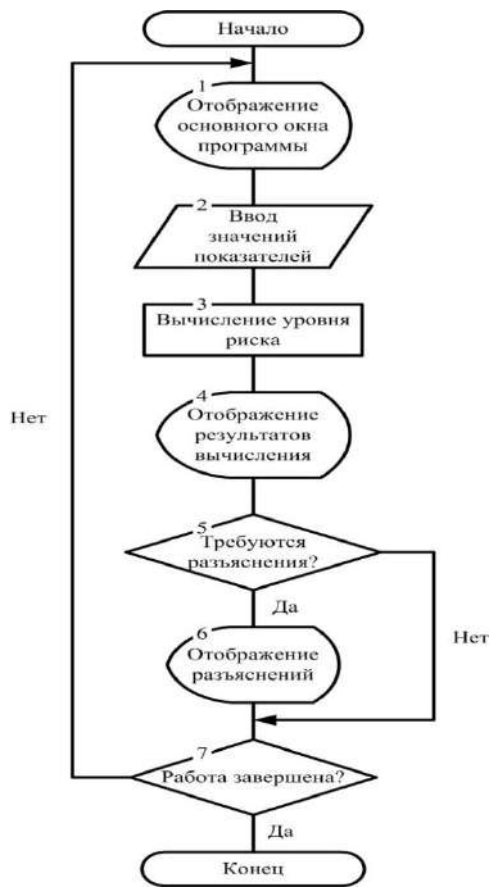 Начало
1
Отображение
основного окна
программы
2
Ввод
значений
показателей
3
Вычисление уровня
риска
4
Отображение
результатов
вычисления
Нет
5
Требуются
разъяснения?
Да
Нет
6
Отображение
разъяснений
7
Работа завершена?
Да
Конец